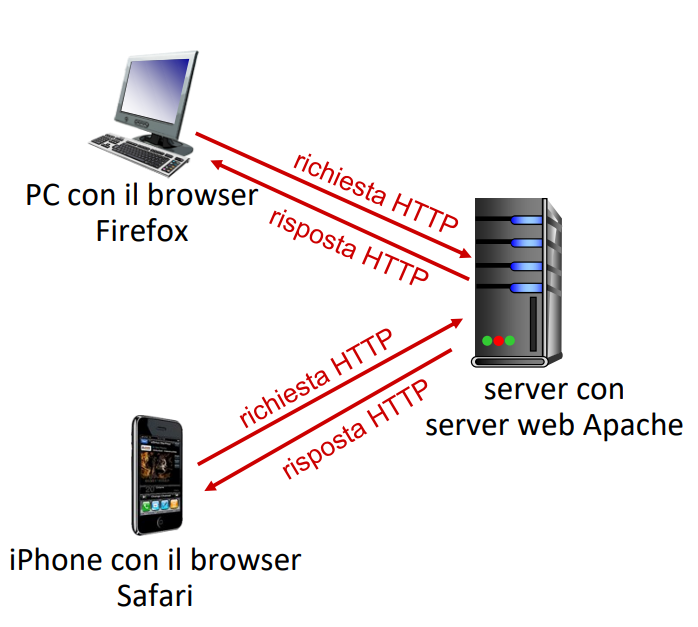 richiesta HTTP
risposta HTTP
PC con il browser
Firefox
richiesta HTTP
risposta HTTP
server con
server web Apache
iPhone con il browser
Safari